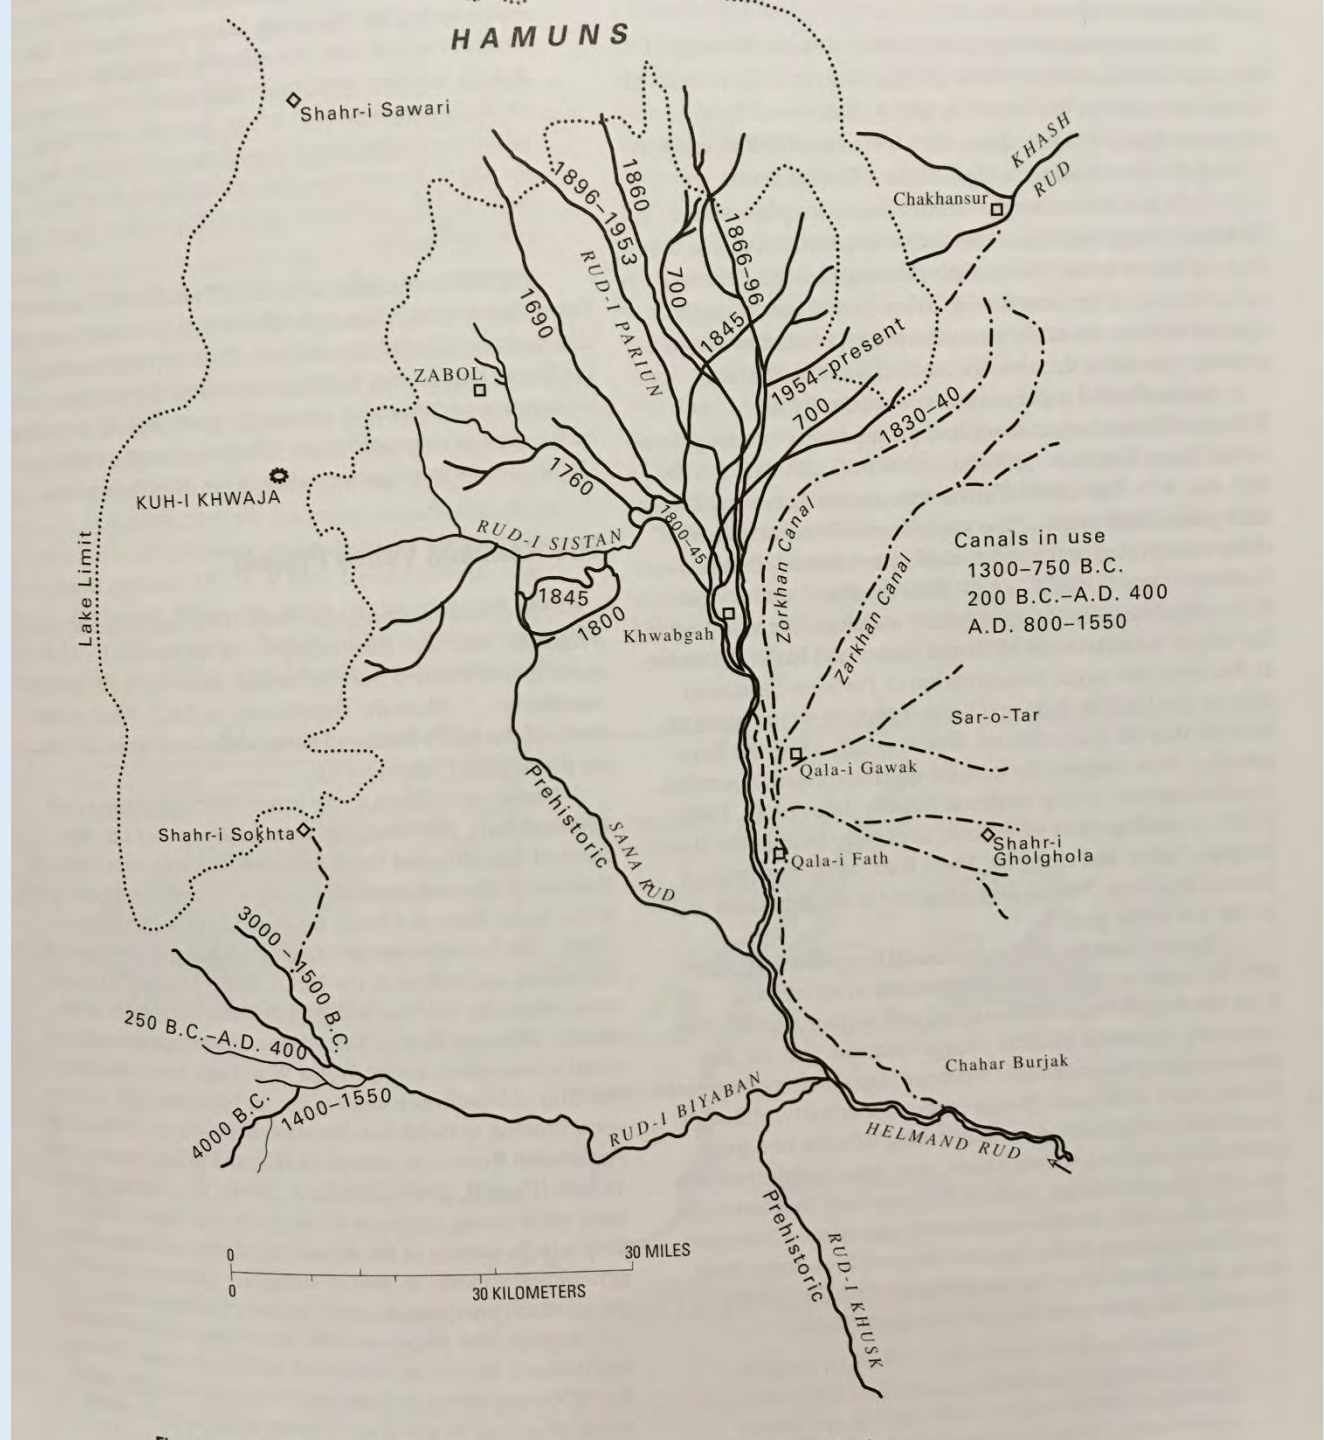 HAMUNS
Shahr-i Sawari
KHASH
RUD
Chakhansur
1896–1953
1860
1866–96
RUD-I PARIUN
700
1690
1845
1954–present
ZABOL
700
1830–40
KUH-I KHWAJA
1760
1800–45
RUD-I SISTAN
Zorkhan Canal
Zarkhan Canal
Canals in use
1300–750 B.C.
200 B.C.–A.D. 400
A.D. 800–1550
Lake Limit
1845
1800
Khwabgah
Sar-o-Tar
Qala-i Gawak
Prehistoric
SANA RUD
Shahr-i Sokhta
Shahr-i
Gholghola
Qala-i Fath
3000–1500 B.C.
250 B.C.–A.D. 400
4000 B.C.
1400–1550
Chahar Burjak
RUD-I BIYABAN
HELMAND RUD
Prehistoric
RUD-I KHUSK
0
30 MILES
0
30 KILOMETERS